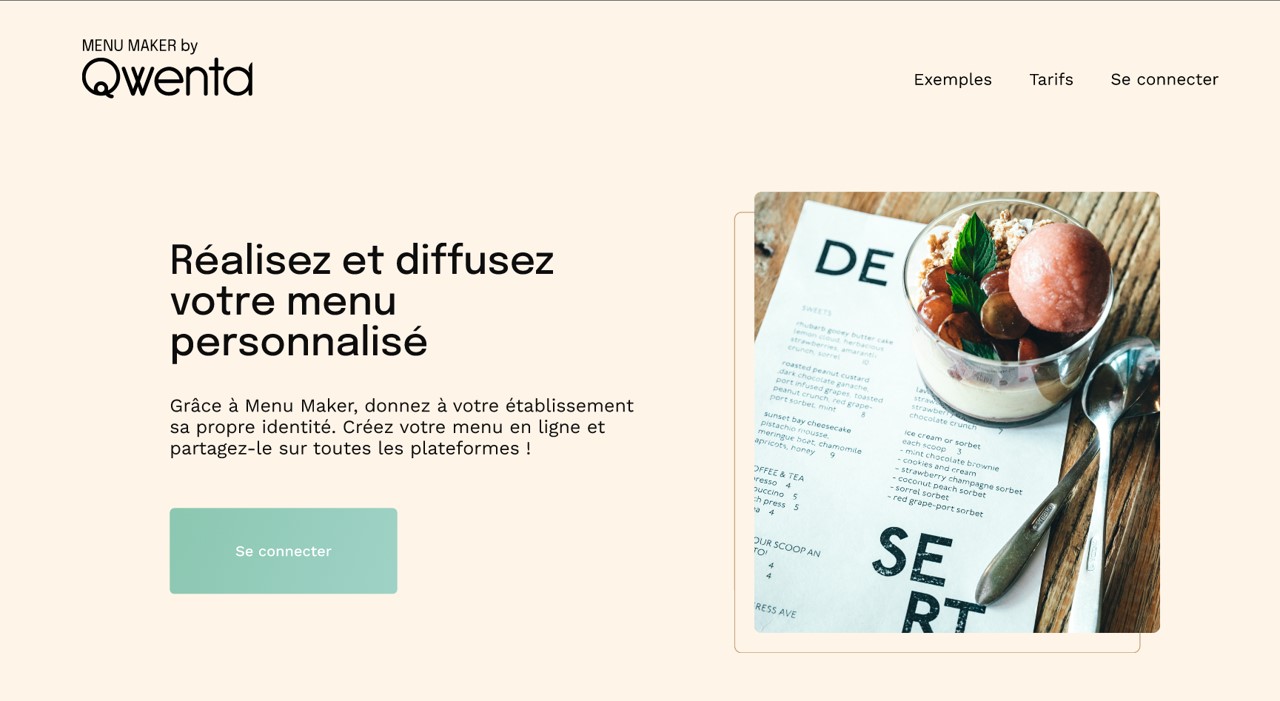 MENU MAKER by
Qwenta
Exemples
Tarifs
Se connecter
Réalisez et diffusez
votre menu
personnalisé
Grâce à Menu Maker, donnez à votre établissement
sa propre identité. Créez votre menu en ligne et
partagez-le sur toutes les plateformes !
Se connecter
DE
SWEETS
rhubarb gooey butter cake
lemon cloud, herbacious
strawberries, amaranth
crunch, sorrel 10
roasted peanut custard
dark chocolate ganache,
port infused grapes, toasted
peanut crunch, red grape-
port sorbet, mint 8
sunset bay cheesecake
pistachio mousse,
meringue boat, chamomile
apricots, honey 9
OFFEE & TEA
resso 4
puccino 5
ch press 5
a 4
OUR SCOOP AN
TO!
4
4
RESS AVE
chocolate crunch 7
ice cream or sorbet
each scoop 3
- mint chocolate brownie
- cookies and cream
- strawberry champagne sorbet
- coconut peach sorbet
- sorrel sorbet
- red grape-port sorbet
SE
RT